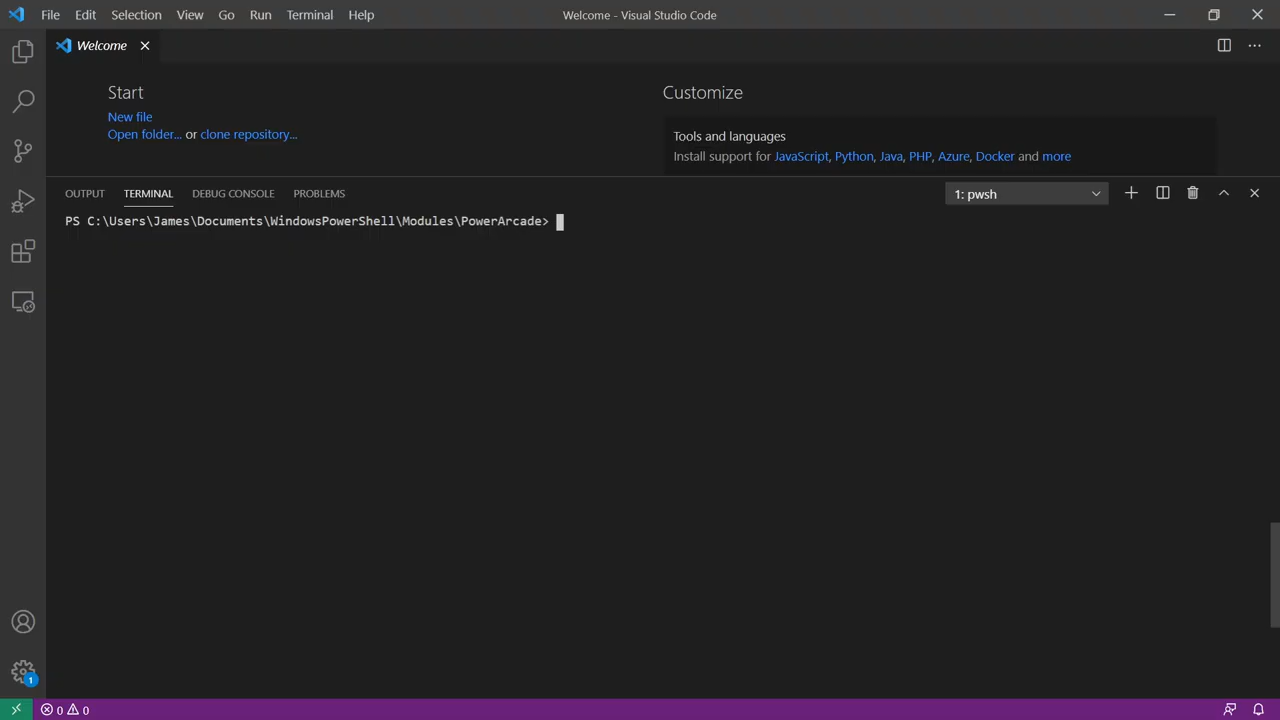 File Edit Selection View Go Run Terminal Help Welcome - Visual Studio Code
Welcome
Start
New file
Open folder... or clone repository...
Customize
Tools and languages
Install support for JavaScript, Python, Java, PHP, Azure, Docker and more
OUTPUT TERMINAL DEBUG CONSOLE PROBLEMS 1: pwsh
PS C:\Users\James\Documents\WindowsPowerShell\Modules\PowerArcade>
1
0 0